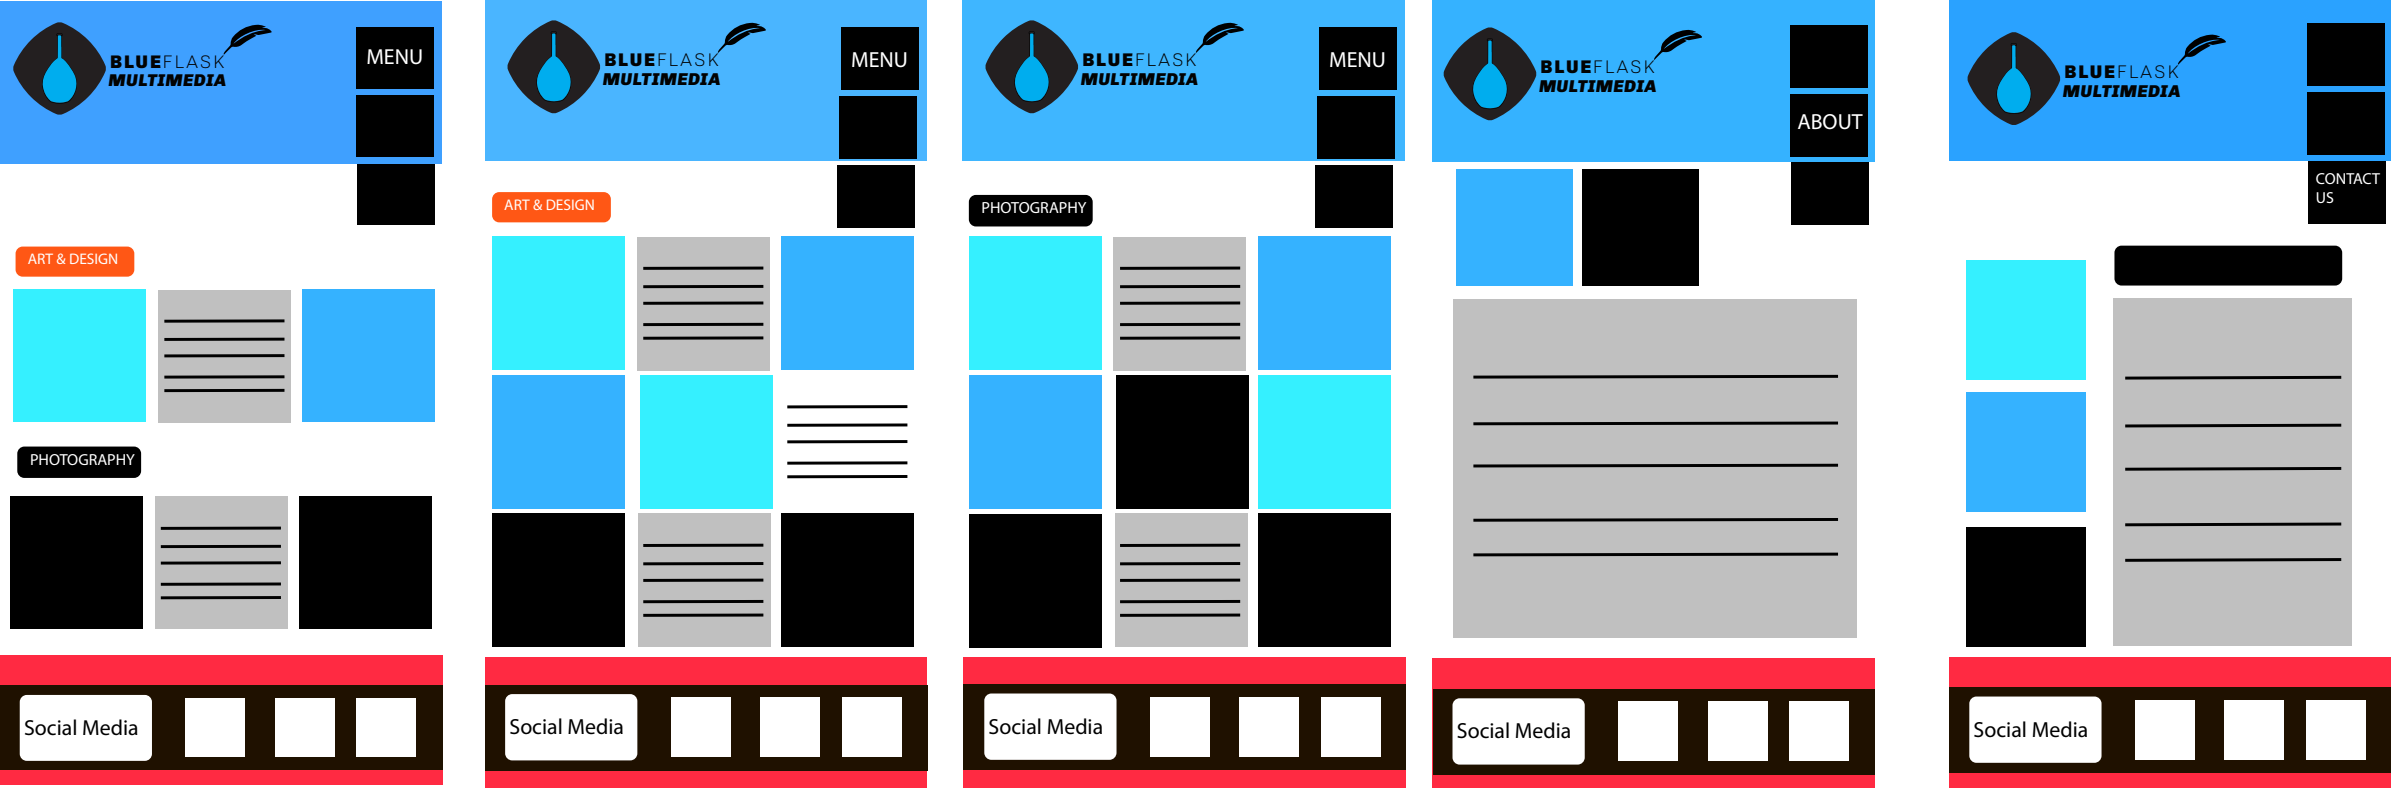 BLUEFLASK
MULTIMEDIA
MENU
ART & DESIGN
PHOTOGRAPHY
Social Media
BLUEFLASK
MULTIMEDIA
MENU
ART & DESIGN
Social Media
BLUEFLASK
MULTIMEDIA
MENU
PHOTOGRAPHY
Social Media
BLUEFLASK
MULTIMEDIA
ABOUT
Social Media
BLUEFLASK
MULTIMEDIA
CONTACT
US
Social Media